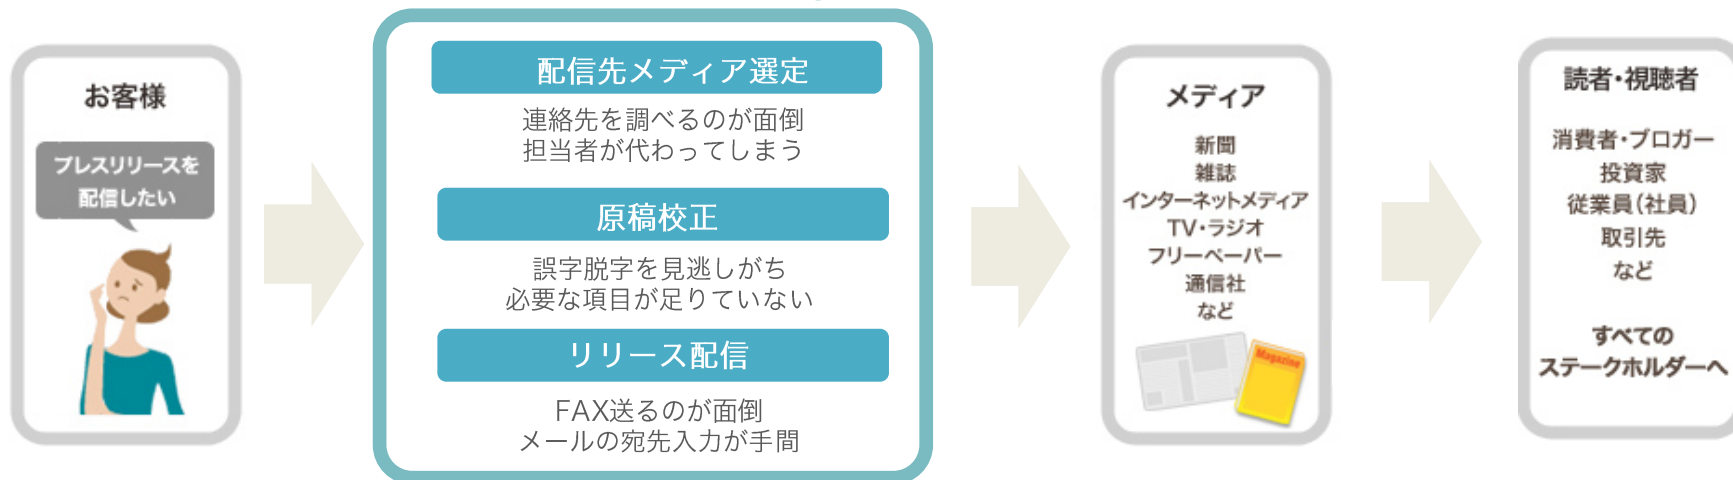 お客様
プレスリリースを
配信したい
配信先メディア選定
連絡先を調べるのが面倒
担当者が代わってしまう
原稿校正
誤字脱字を見逃しがち
必要な項目が足りていない
リリース配信
FAX送るのが面倒
メールの宛先入力が手間
メディア
新聞
雑誌
インターネットメディア
TV・ラジオ
フリーペーパー
通信社
など
Magazine
読者・視聴者
消費者・ブロガー
投資家
従業員(社員)
取引先
など
すべての
ステークホルダーへ